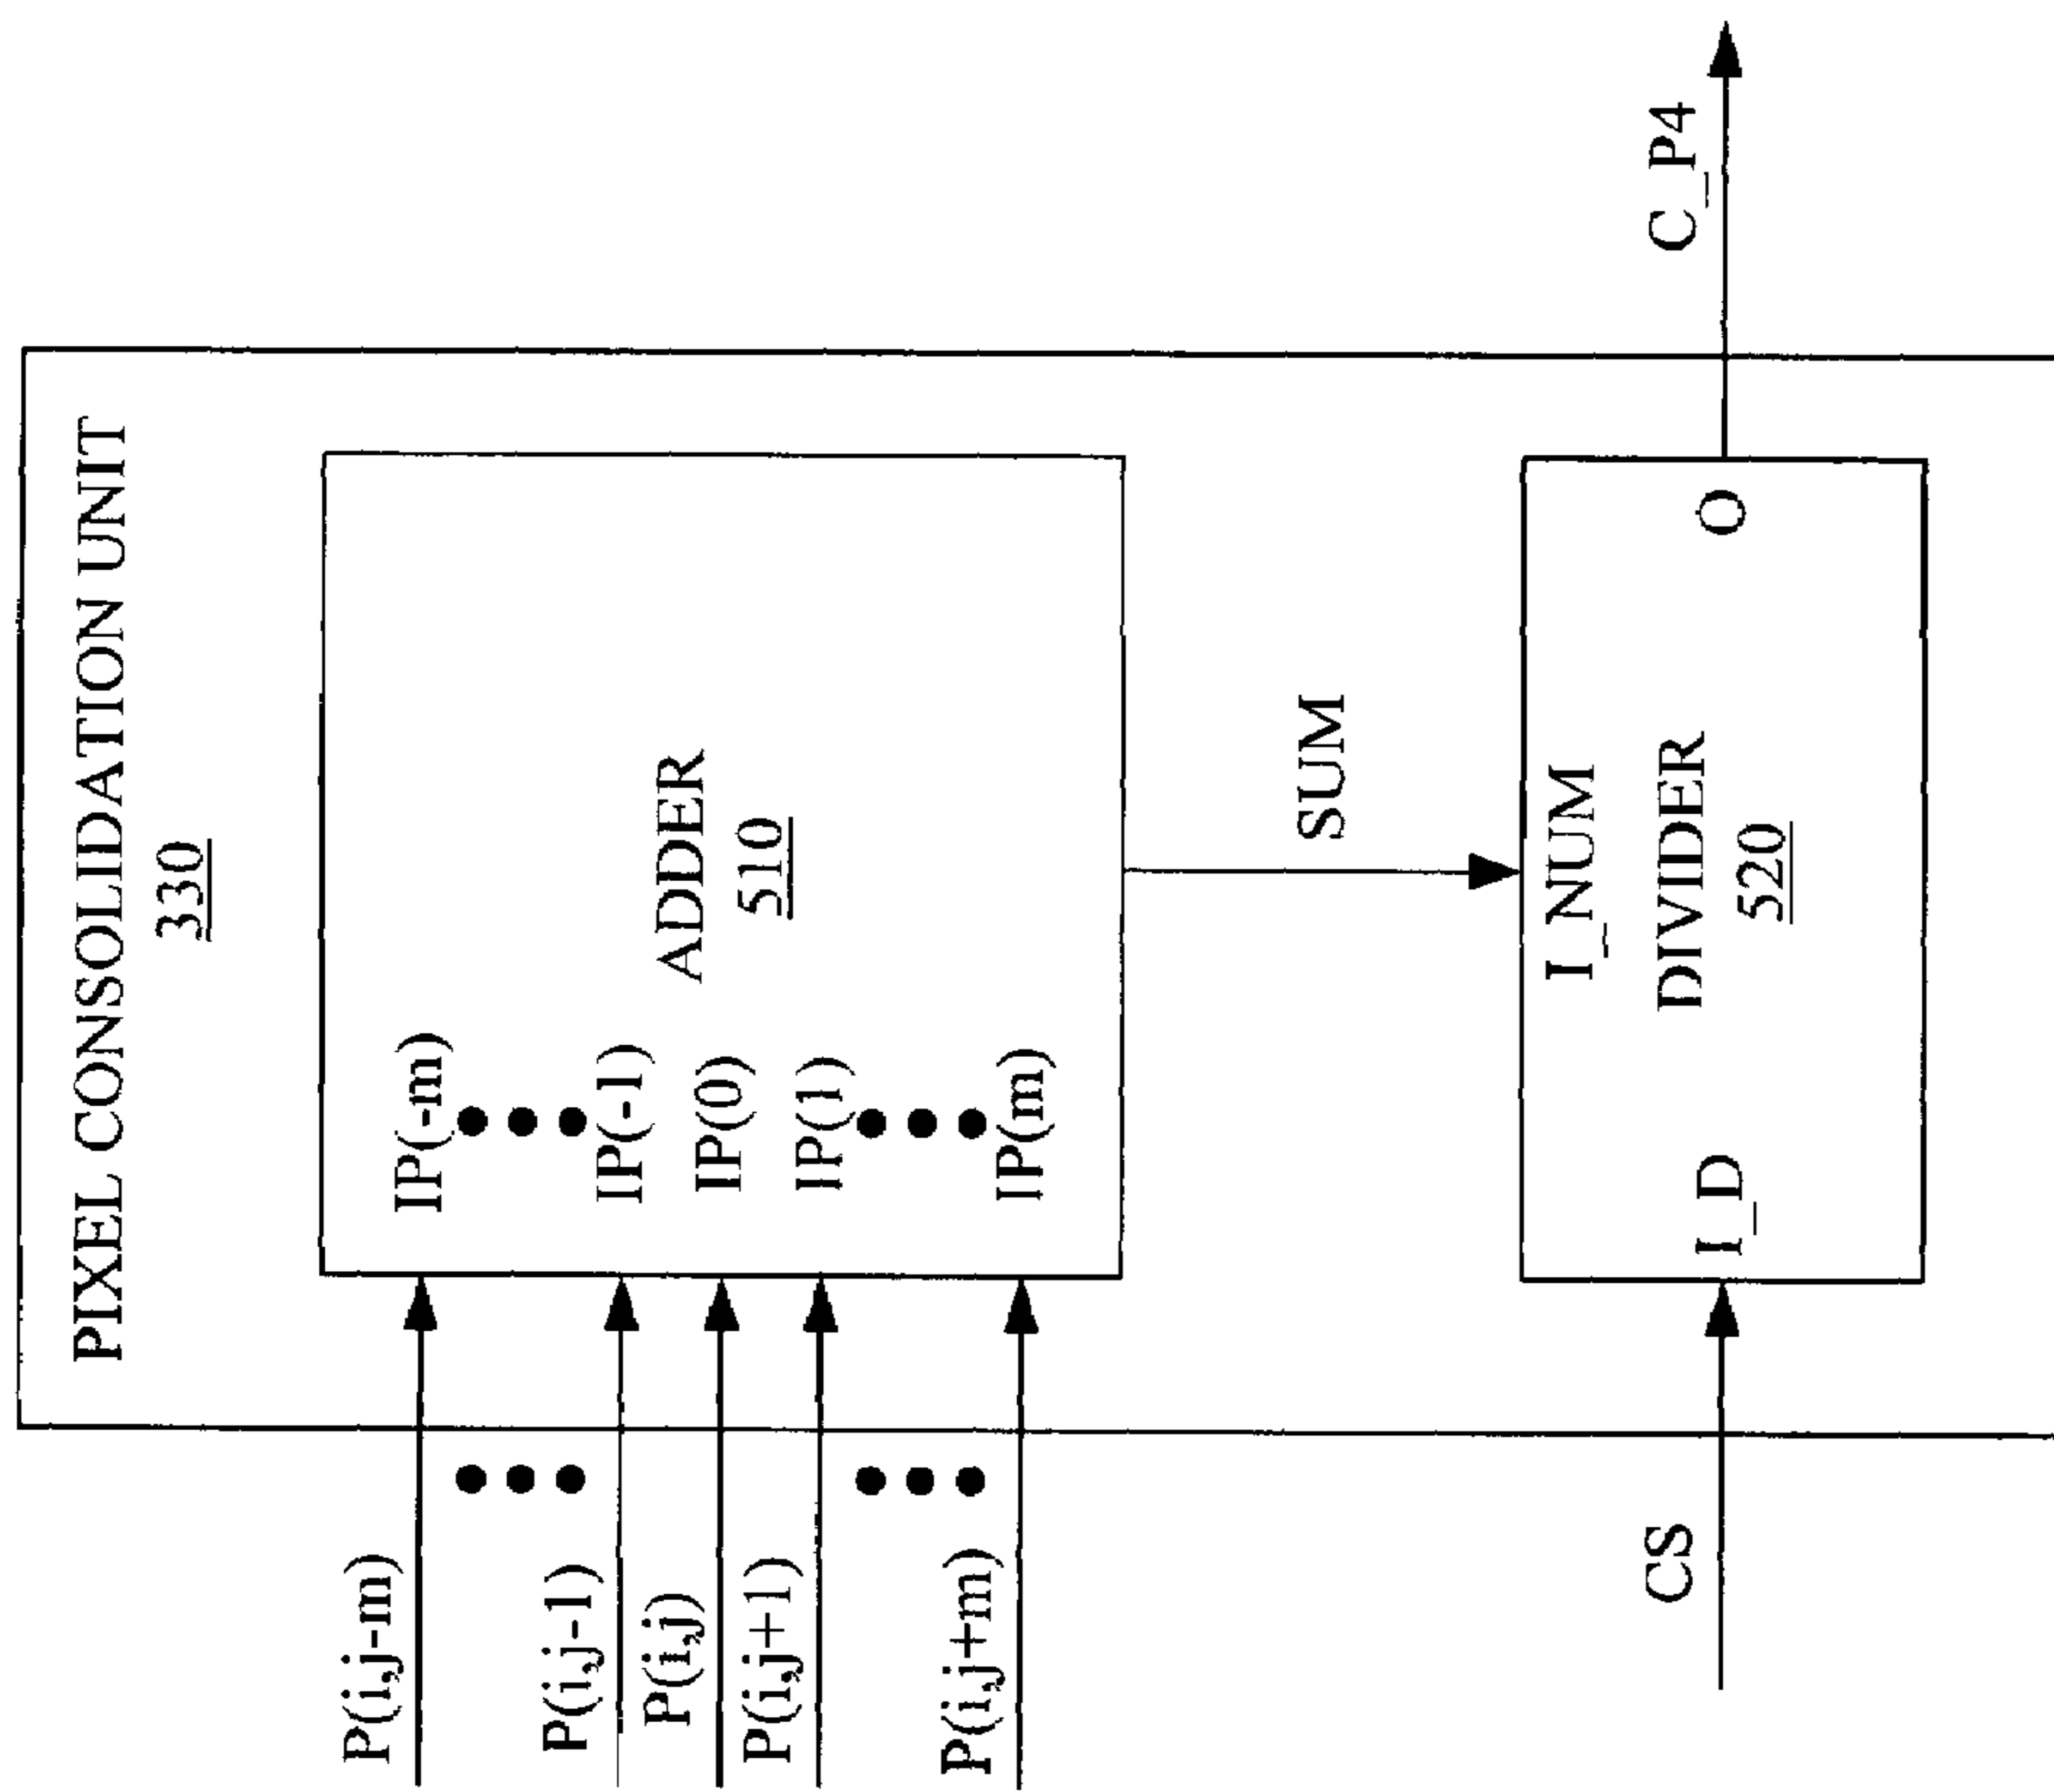 PIXEL CONSOLIDATION UNIT
330
P(i,j-m)
IP(-m)
P(i,j-1)
IP(-1)
P(i,j)
IP(0)
P(i,j+1)
IP(1)
P(i,j+m)
IP(m)
ADDER
510
SUM
I_NUM
DIVIDER
520
CS
I_D
O
C_P4